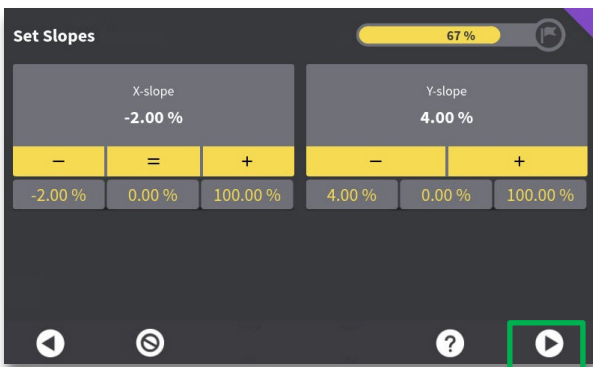 Set Slopes
67 %
X-slope
-2.00 %
Y-slope
4.00 %
− = +
− +
-2.00 % 0.00 % 100.00 %
4.00 % 0.00 % 100.00 %
?